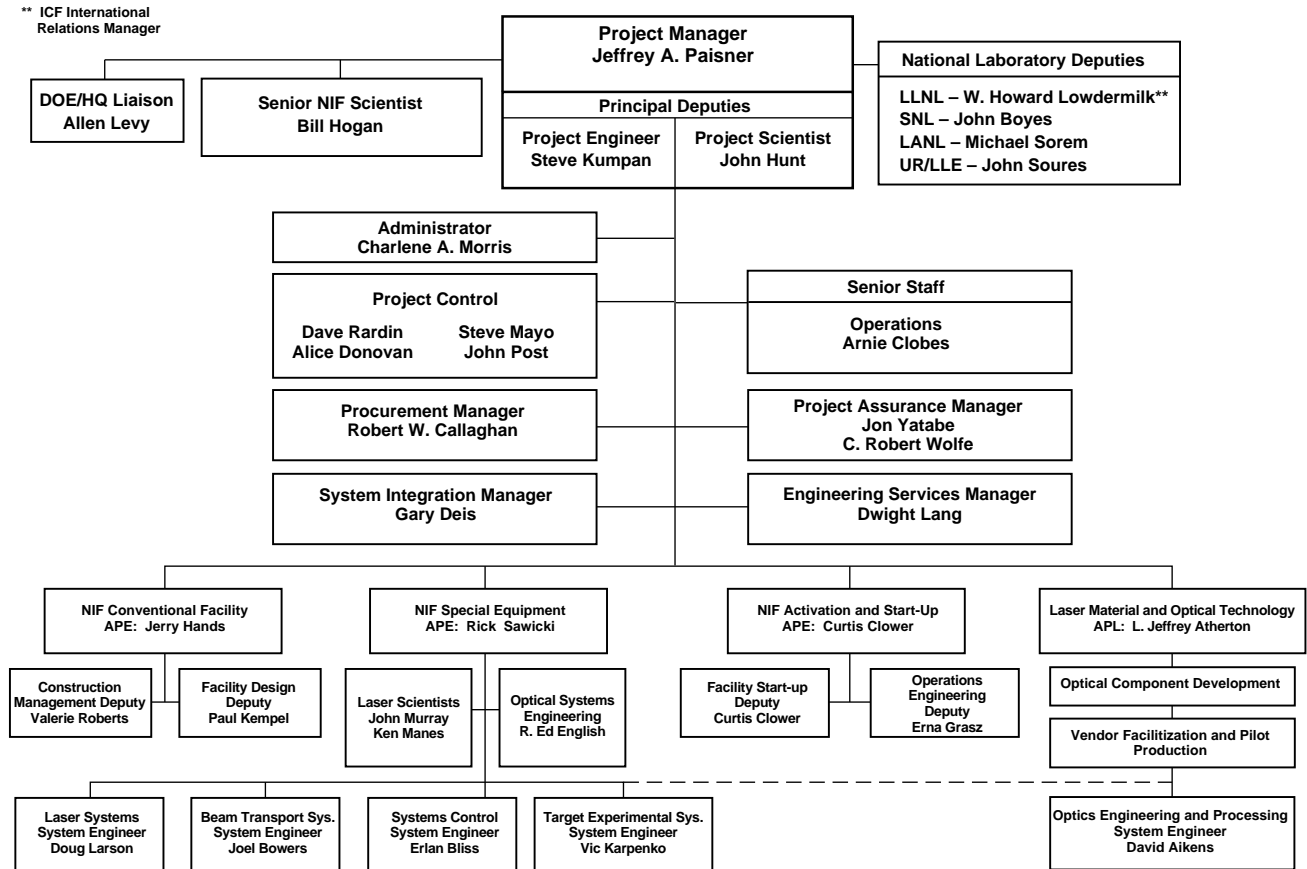 ** ICF International
Relations Manager
Project Manager
Jeffrey A. Paisner
National Laboratory Deputies
LLNL – W. Howard Lowdermilk**
SNL – John Boyes
LANL – Michael Sorem
UR/LLE – John Soures
DOE/HQ Liaison
Allen Levy
Senior NIF Scientist
Bill Hogan
Principal Deputies
Project Engineer
Steve Kumpan
Project Scientist
John Hunt
Administrator
Charlene A. Morris
Project Control
Dave Rardin
Alice Donovan
Steve Mayo
John Post
Senior Staff
Operations
Arnie Clobes
Procurement Manager
Robert W. Callaghan
Project Assurance Manager
Jon Yatabe
C. Robert Wolfe
System Integration Manager
Gary Deis
Engineering Services Manager
Dwight Lang
NIF Conventional Facility
APE: Jerry Hands
NIF Special Equipment
APE: Rick Sawicki
NIF Activation and Start-Up
APE: Curtis Clower
Laser Material and Optical Technology
APL: L. Jeffrey Atherton
Construction
Management Deputy
Valerie Roberts
Facility Design
Deputy
Paul Kempel
Laser Scientists
John Murray
Ken Manes
Optical Systems
Engineering
R. Ed English
Facility Start-up
Deputy
Curtis Clower
Operations
Engineering
Deputy
Erna Grasz
Optical Component Development
Vendor Facilitization and Pilot
Production
Laser Systems
System Engineer
Doug Larson
Beam Transport Sys.
System Engineer
Joel Bowers
Systems Control
System Engineer
Erlan Bliss
Target Experimental Sys.
System Engineer
Vic Karpenko
Optics Engineering and Processing
System Engineer
David Aikens